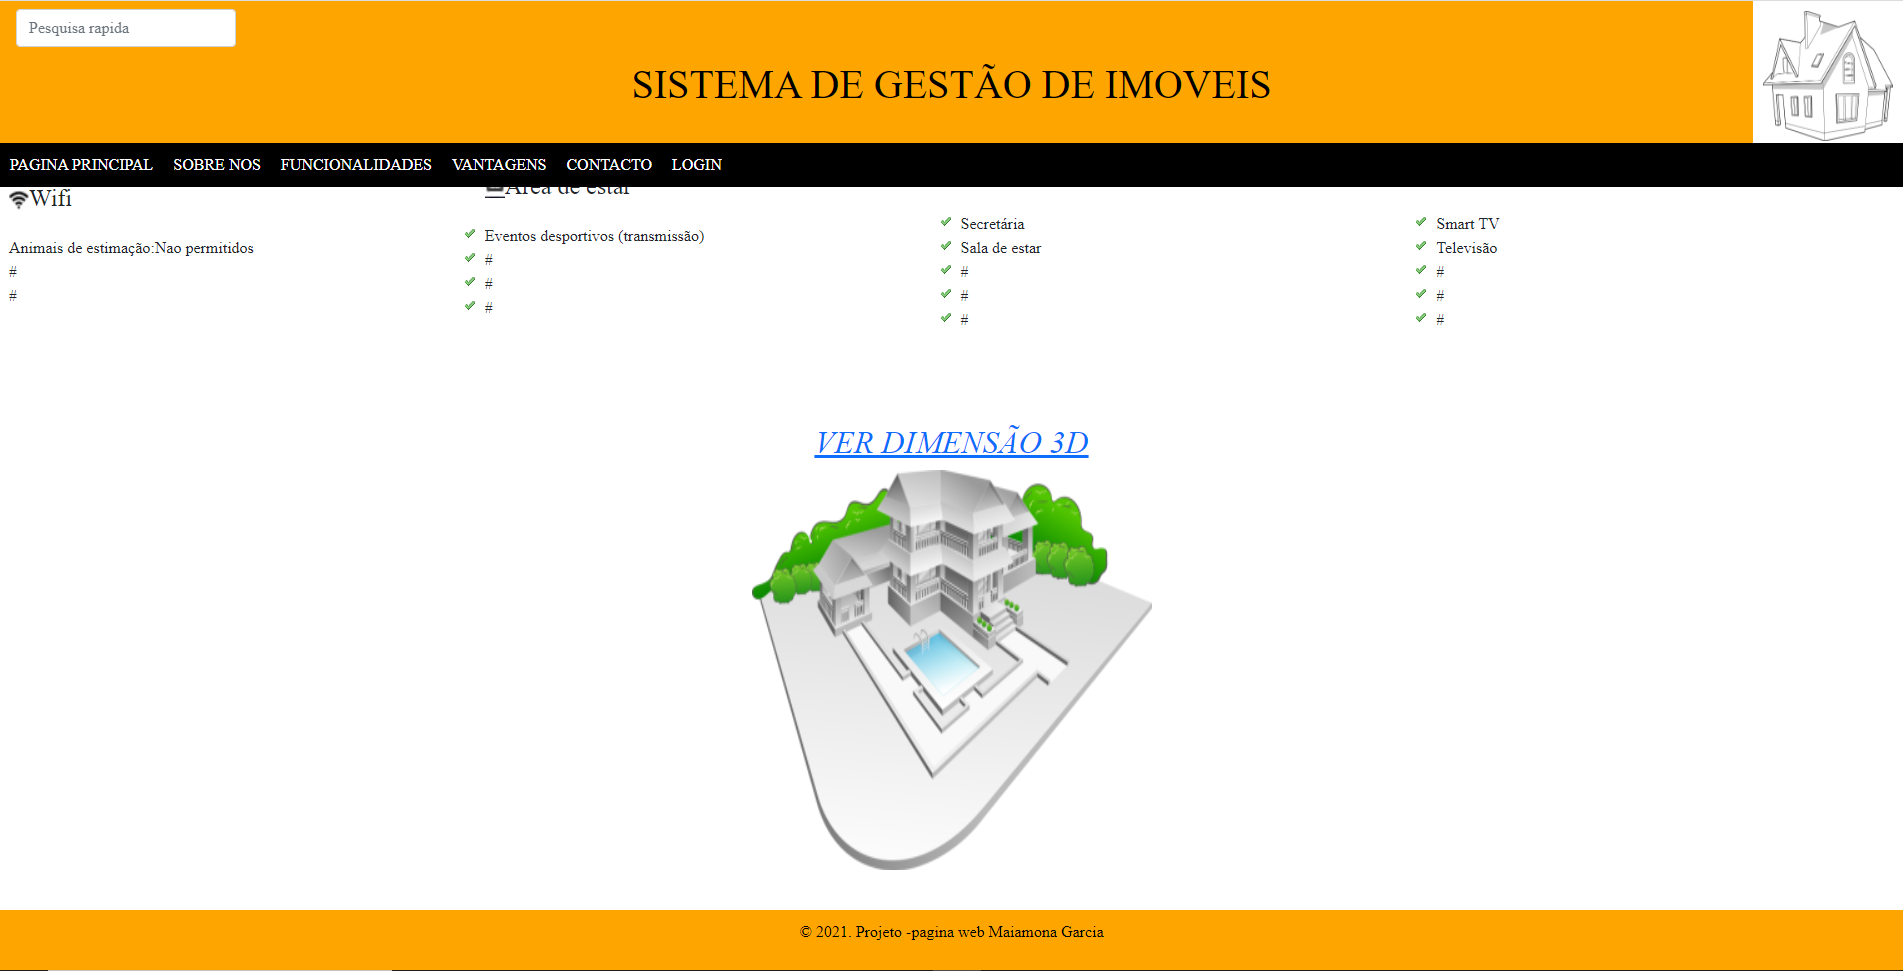 Pesquisa rapida
SISTEMA DE GESTÃO DE IMOVEIS
PAGINA PRINCIPAL SOBRE NOS FUNCIONALIDADES VANTAGENS CONTACTO LOGIN
Wifi
Animais de estimação:Nao permitidos
#
#
Area de estar
Eventos desportivos (transmissão)
#
#
#
Secretária
Sala de estar
#
#
#
Smart TV
Televisão
#
#
#
VER DIMENSÃO 3D
© 2021. Projeto -pagina web Maiamona Garcia